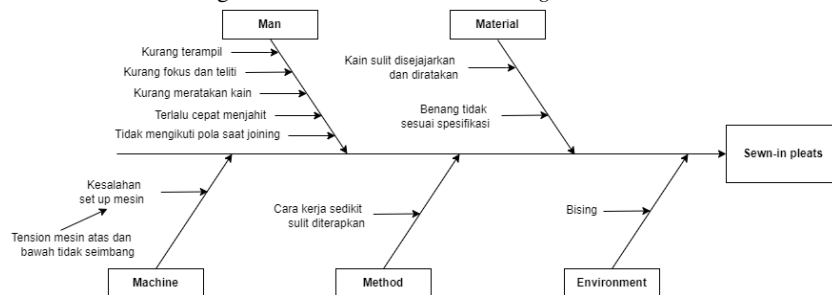 Man
Material
Kurang terampil
Kurang fokus dan teliti
Kurang meratakan kain
Terlalu cepat menjahit
Tidak mengikuti pola saat joining
Kain sulit disejajarkan
dan diratakan
Benang tidak
sesuai spesifikasi
Sewn-in pleats
Kesalahan
set up mesin
Tension mesin atas dan
bawah tidak seimbang
Cara kerja sedikit
sulit diterapkan
Bising
Machine
Method
Environment